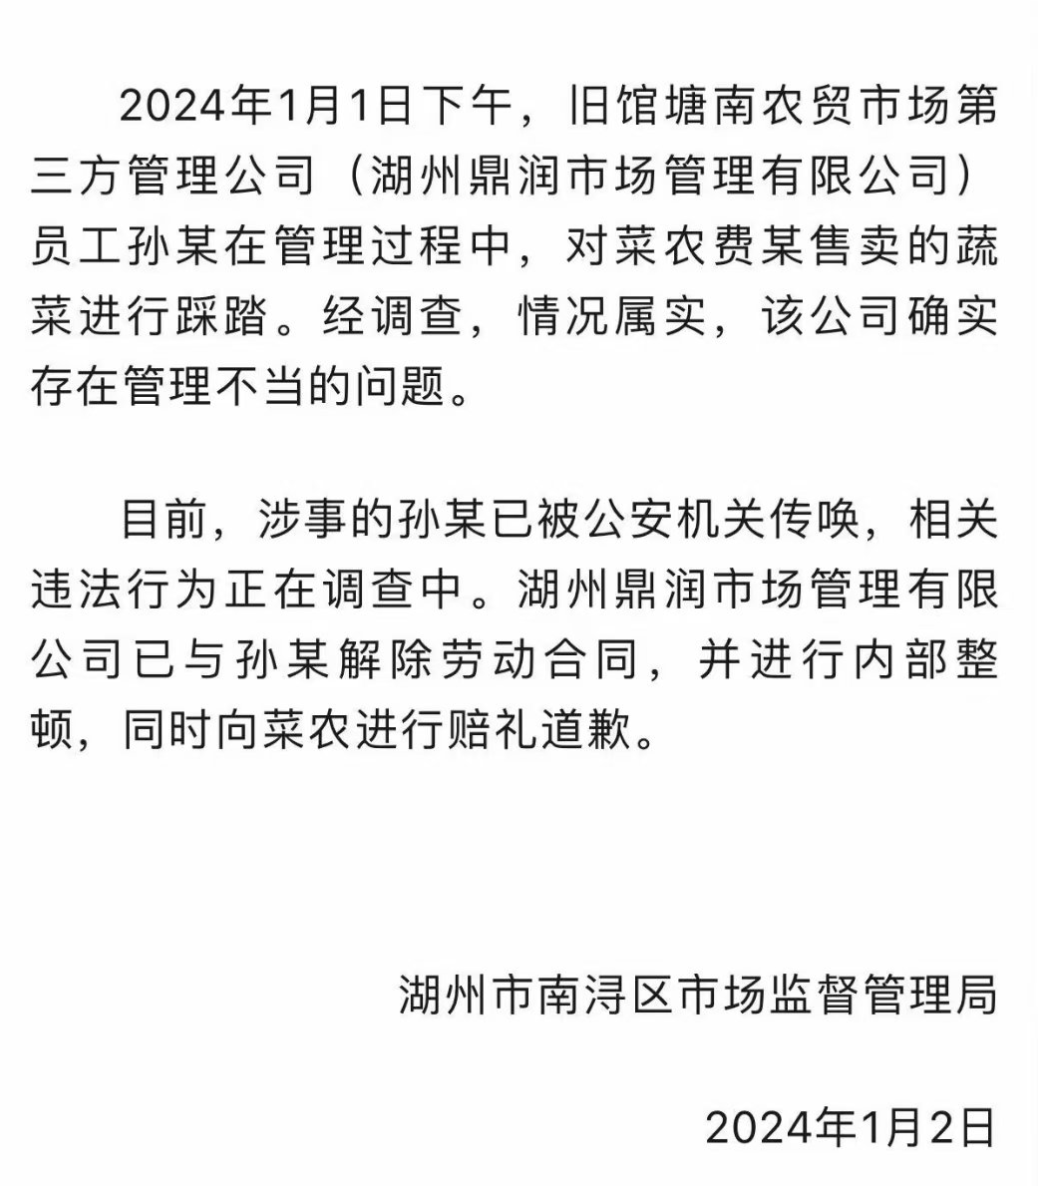 2024年1月1日下午，旧馆塘南农贸市场第
三方管理公司（湖州鼎润市场管理有限公司）
员工孙某在管理过程中，对菜农费某售卖的蔬
菜进行踩踏。经调查，情况属实，该公司确实
存在管理不当的问题。
目前，涉事的孙某已被公安机关传唤，相关
违法行为正在调查中。湖州鼎润市场管理有限
公司已与孙某解除劳动合同，并进行内部整
顿，同时向菜农进行赔礼道歉。
湖州市南浔区市场监督管理局
2024年1月2日